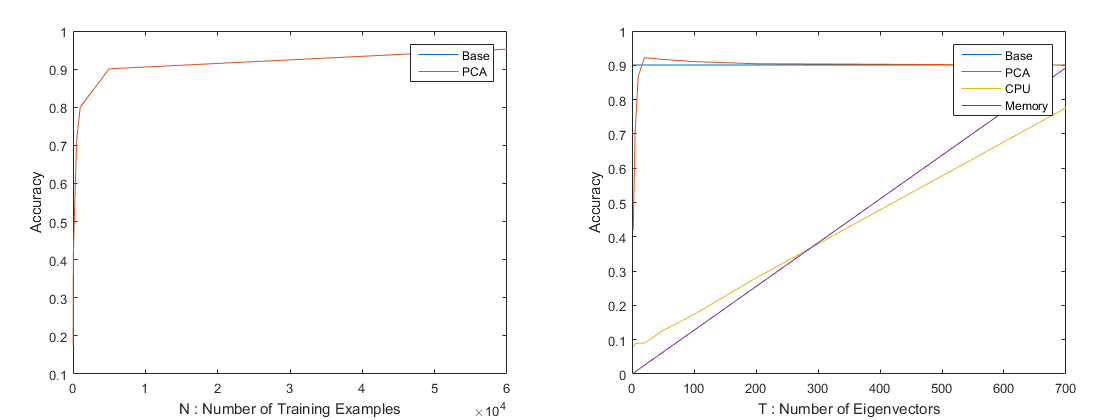 1
0.9
0.8
0.7
0.6
0.5
0.4
0.3
0.2
0.1
0 1 2 3 4 5 6
×10^4
N : Number of Training Examples
Accuracy
Base
PCA
1
0.9
0.8
0.7
0.6
0.5
0.4
0.3
0.2
0.1
0
0 100 200 300 400 500 600 700
T : Number of Eigenvectors
Accuracy
Base
PCA
CPU
Memory